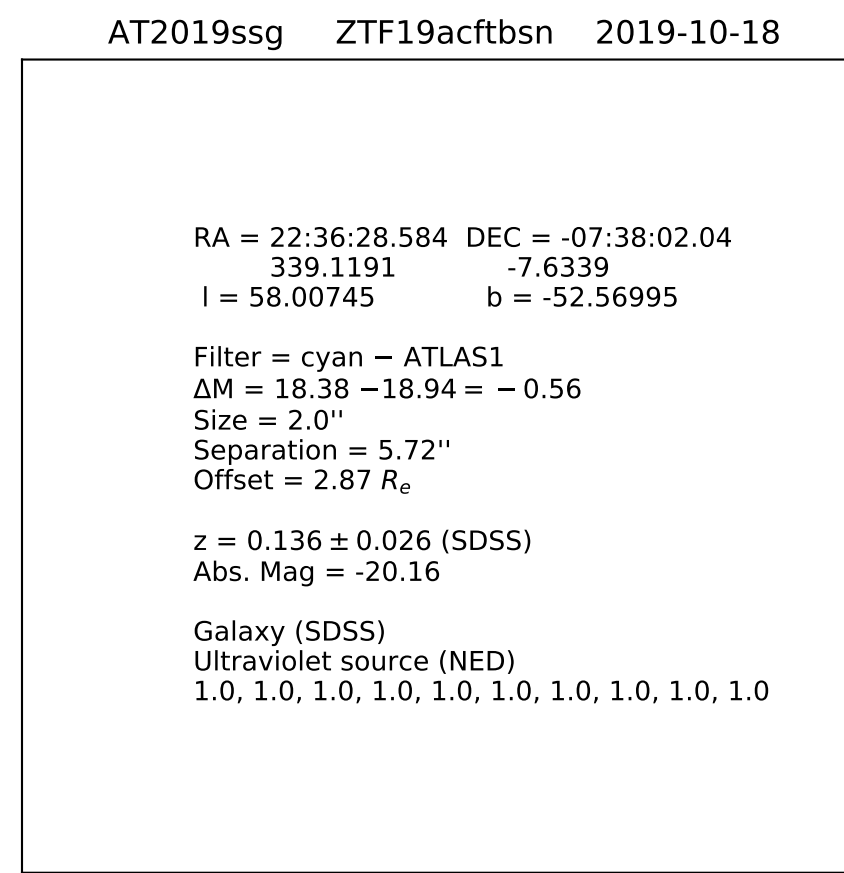 AT2019ssg ZTF19acftbsn 2019-10-18
RA = 22:36:28.584 DEC = -07:38:02.04
339.1191 -7.6339
l = 58.00745 b = -52.56995
Filter = cyan − ATLAS1
ΔM = 18.38 −18.94 = − 0.56
Size = 2.0''
Separation = 5.72''
Offset = 2.87 Re
z = 0.136 ± 0.026 (SDSS)
Abs. Mag = -20.16
Galaxy (SDSS)
Ultraviolet source (NED)
1.0, 1.0, 1.0, 1.0, 1.0, 1.0, 1.0, 1.0, 1.0, 1.0